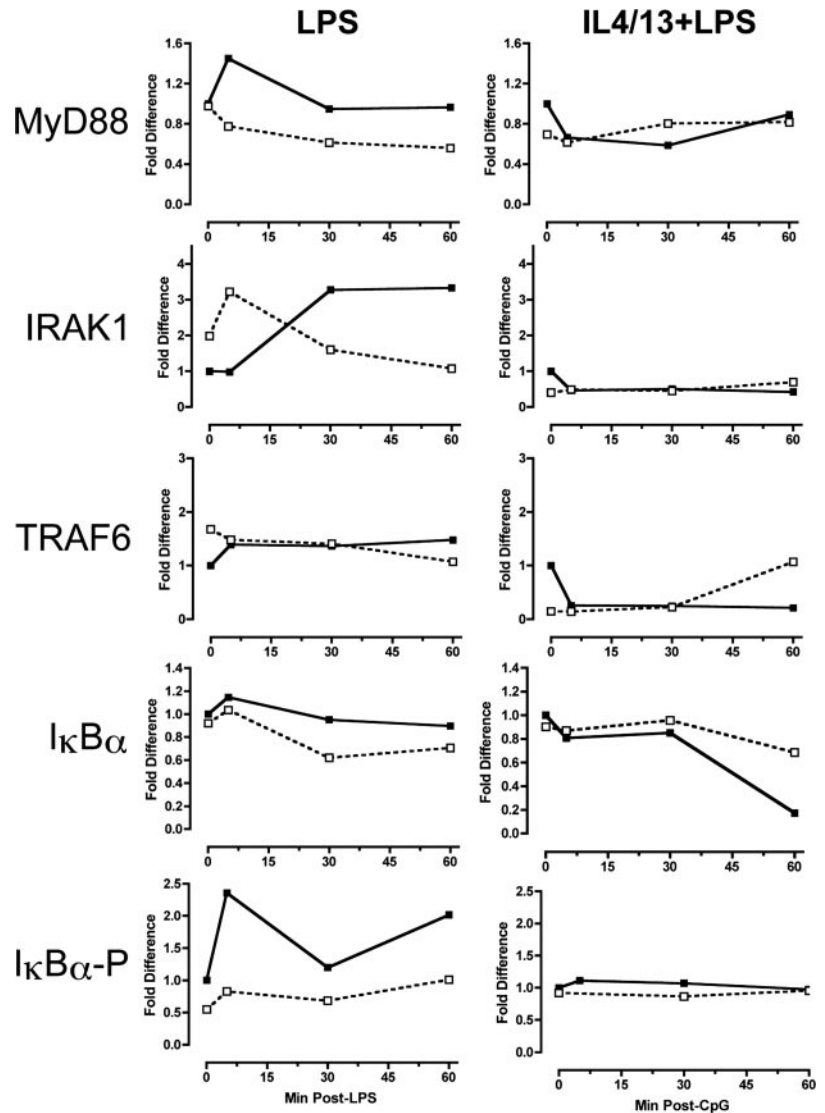 LPS IL4/13+LPS
MyD88
Fold Difference
1.6
1.2
0.8
0.4
0.0
0 15 30 45 60
Fold Difference
1.6
1.2
0.8
0.4
0.0
0 15 30 45 60
IRAK1
Fold Difference
4
3
2
1
0
0 15 30 45 60
Fold Difference
4
3
2
1
0
0 15 30 45 60
TRAF6
Fold Difference
3
2
1
0
0 15 30 45 60
Fold Difference
3
2
1
0
0 15 30 45 60
IκBα
Fold Difference
1.4
1.2
1.0
0.8
0.6
0.4
0.2
0.0
0 15 30 45 60
Fold Difference
1.4
1.2
1.0
0.8
0.6
0.4
0.2
0.0
0 15 30 45 60
IκBα-P
Fold Difference
2.5
2.0
1.5
1.0
0.5
0.0
0 15 30 45 60
Min Post-LPS
Fold Difference
2.5
2.0
1.5
1.0
0.5
0.0
0 15 30 45 60
Min Post-CpG